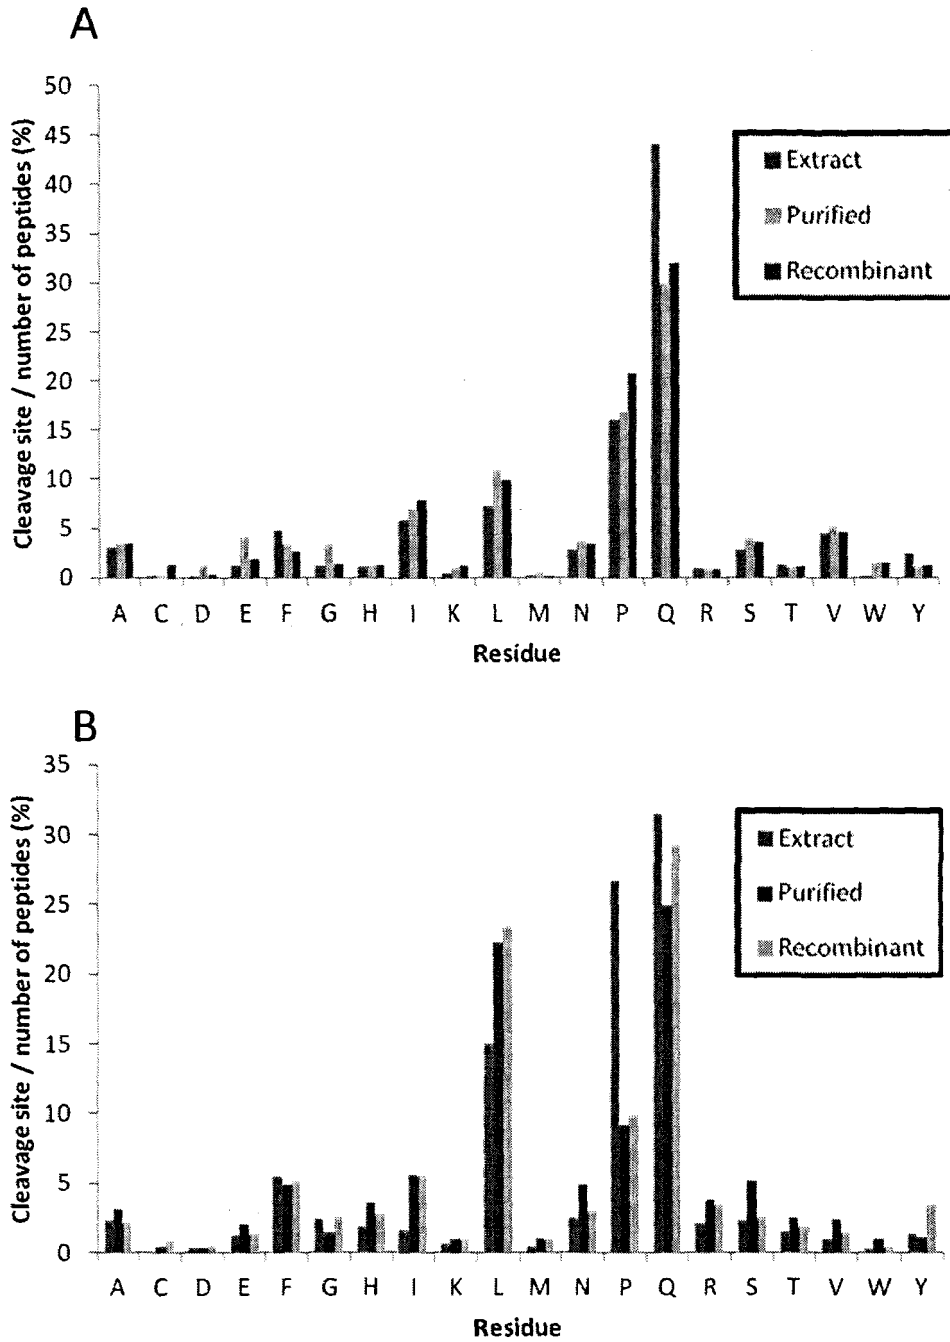 A
Cleavage site / number of peptides (%)
50
45
40
35
30
25
20
15
10
5
0
Extract
Purified
Recombinant
A C D E F G H I K L M N P Q R S T V W Y
Residue
B
Cleavage site / number of peptides (%)
35
30
25
20
15
10
5
0
Extract
Purified
Recombinant
A C D E F G H I K L M N P Q R S T V W Y
Residue